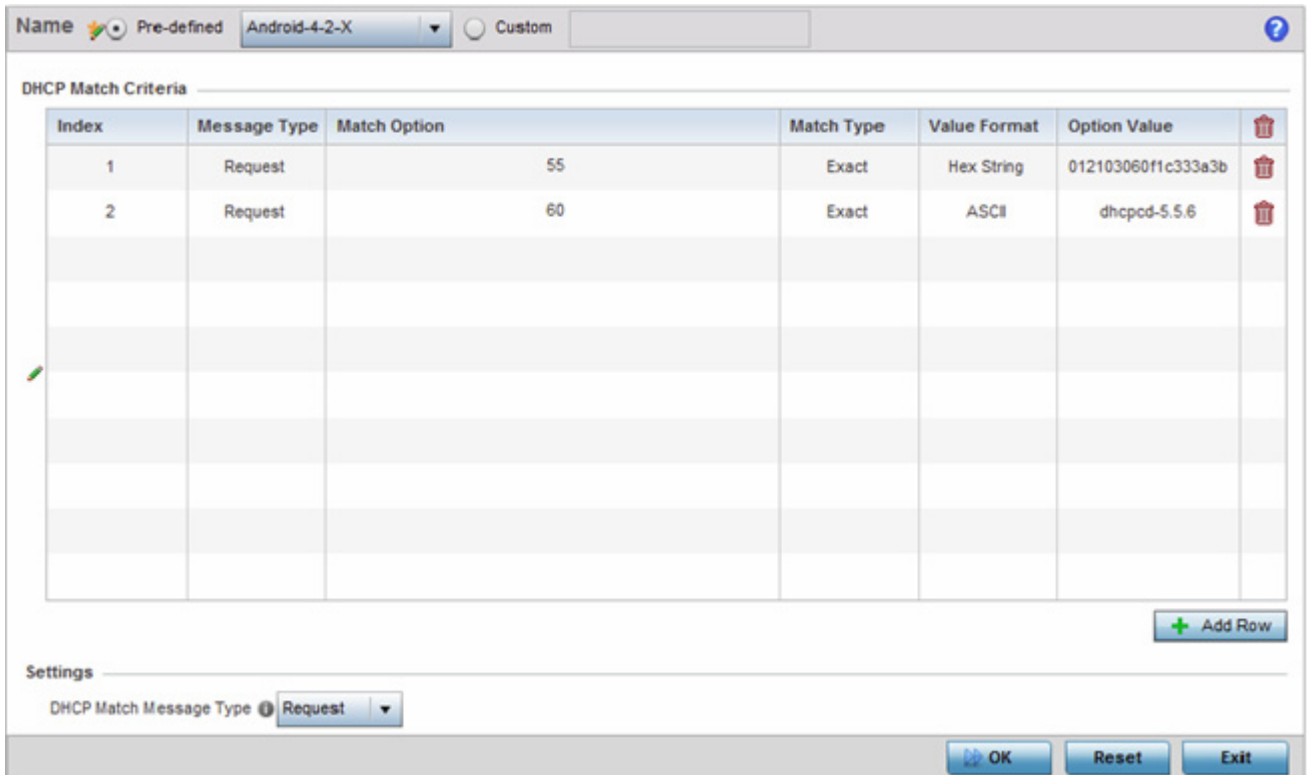 Name Pre-defined Android-4-2-X Custom
DHCP Match Criteria
Index Message Type Match Option Match Type Value Format Option Value
1 Request 55 Exact Hex String 012103060f1c333a3b
2 Request 60 Exact ASCII dhcpcd-5.5.6
Add Row
Settings
DHCP Match Message Type Request
OK Reset Exit